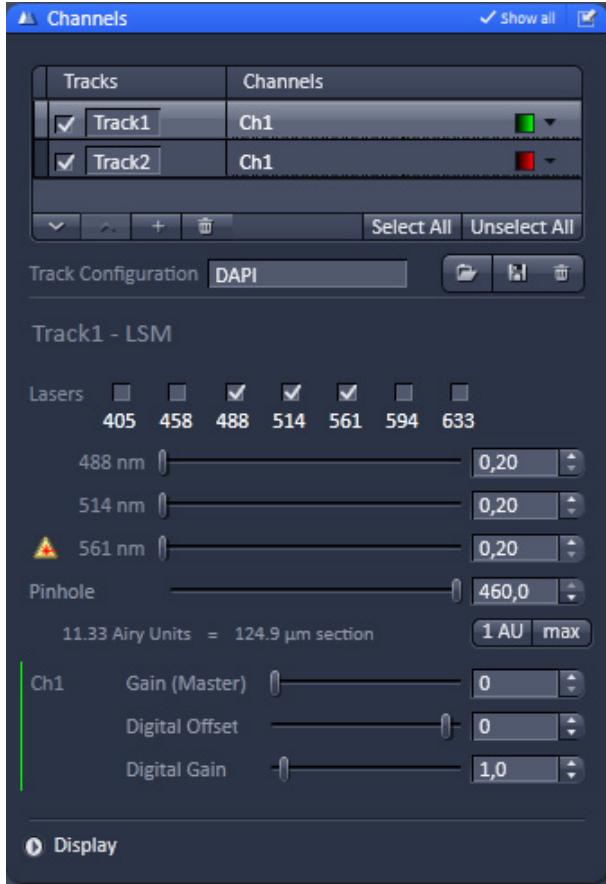 Channels Show all
Tracks Channels
Track1 Ch1
Track2 Ch1
Select All Unselect All
Track Configuration DAPI
Track1 - LSM
Lasers
405 458 488 514 561 594 633
488 nm 0,20
514 nm 0,20
561 nm 0,20
Pinhole 460,0
11.33 Airy Units = 124.9 µm section 1 AU max
Ch1 Gain (Master) 0
Digital Offset 0
Digital Gain 1,0
Display